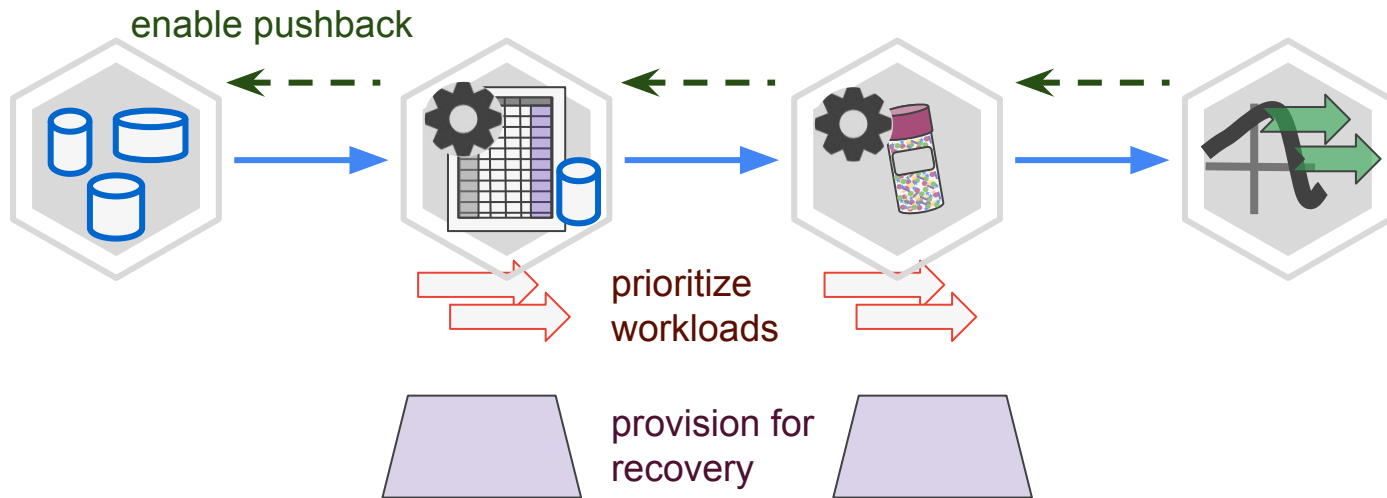 enable pushback
prioritize
workloads
provision for
recovery